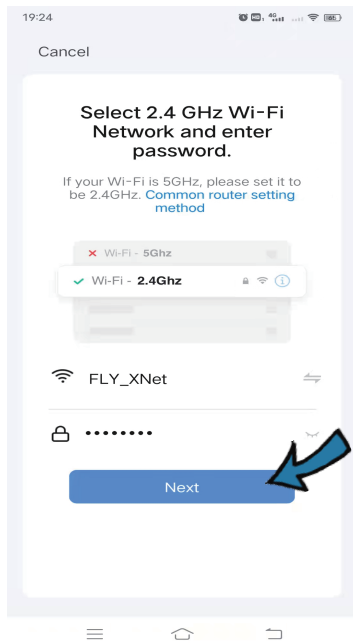 19:24
Cancel
Select 2.4 GHz Wi-Fi
Network and enter
password.
If your Wi-Fi is 5GHz, please set it to
be 2.4GHz. Common router setting
method
Wi-Fi - 5Ghz
Wi-Fi - 2.4Ghz
FLY_XNet
••••••••
Next